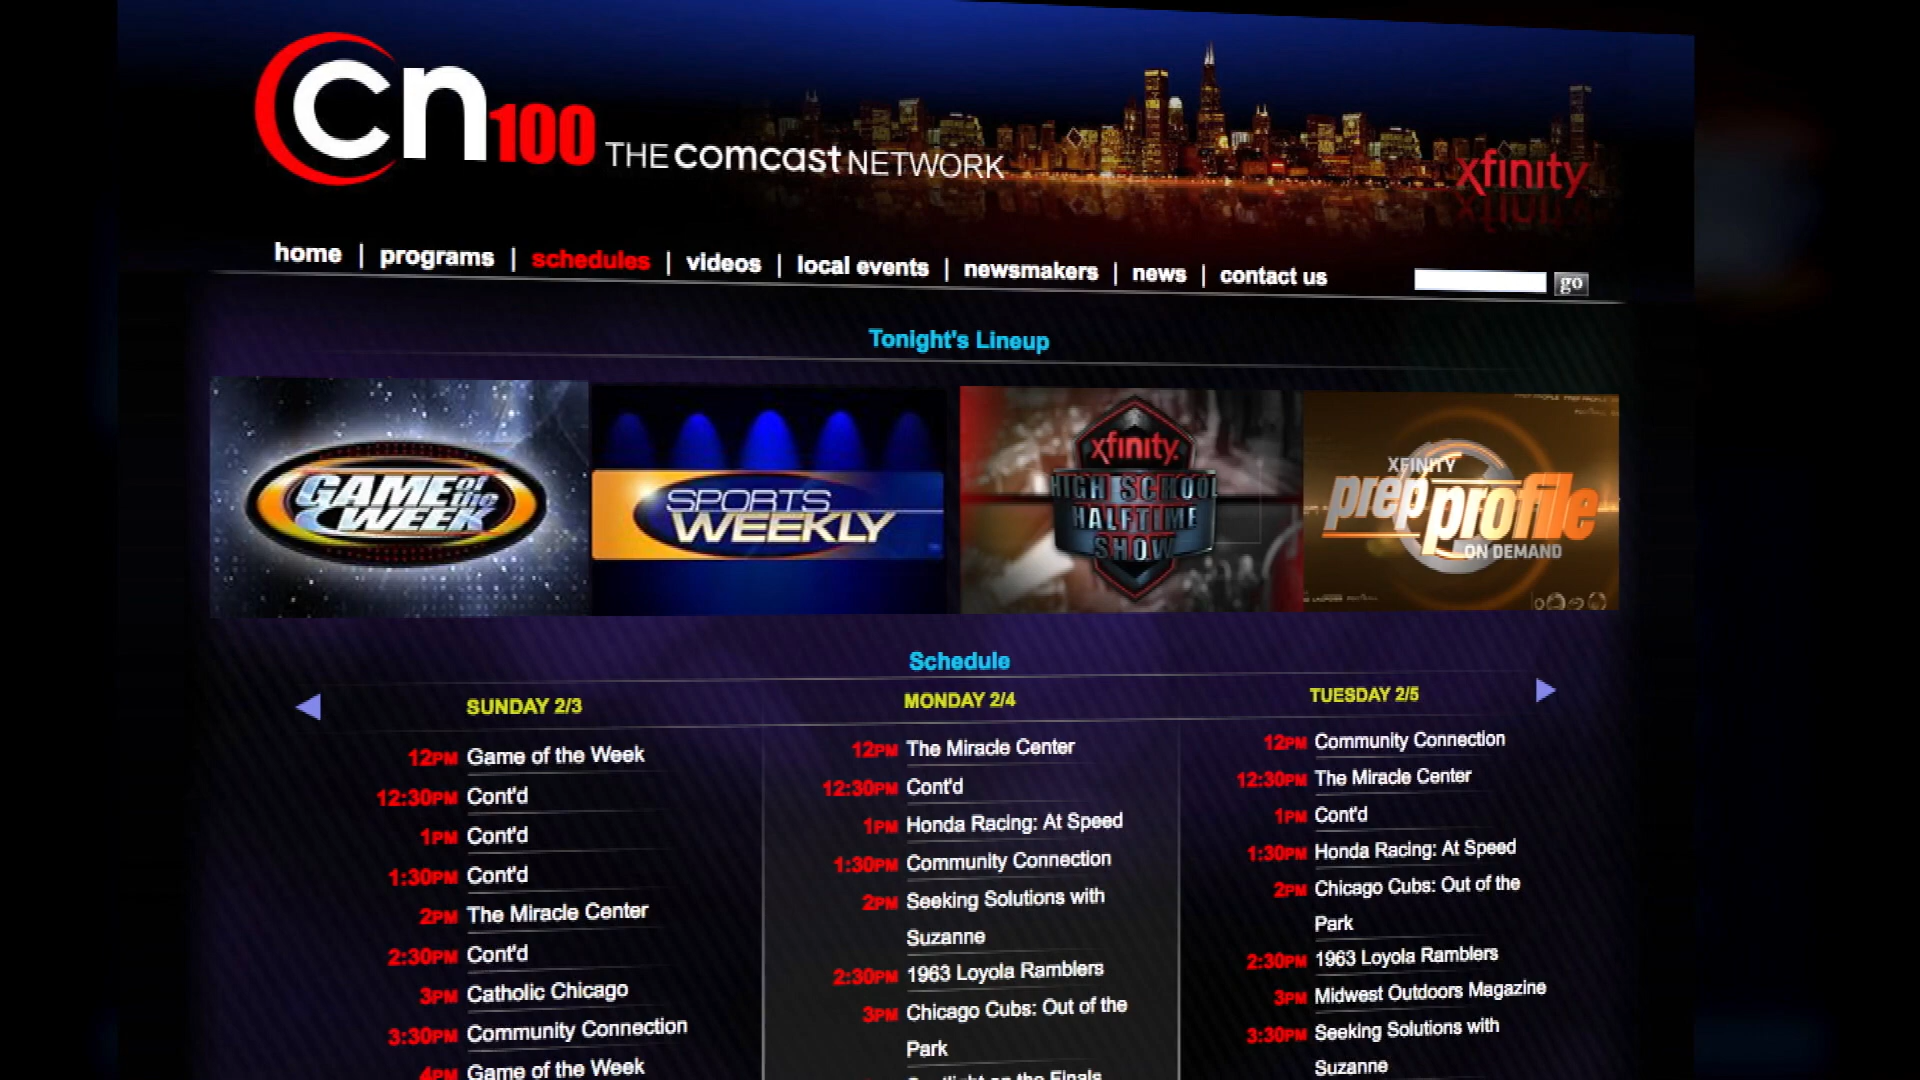 cn100 THE comcast NETWORK
xfinity
home | programs | schedules | videos | local events | newsmakers | news | contact us
go
Tonight's Lineup
GAME of the WEEK
SPORTS WEEKLY
xfinity
HIGH SCHOOL
HALFTIME
SHOW
XFINITY
prep profile
ON DEMAND
Schedule
SUNDAY 2/3
12PM Game of the Week
12:30PM Cont'd
1PM Cont'd
1:30PM Cont'd
2PM The Miracle Center
2:30PM Cont'd
3PM Catholic Chicago
3:30PM Community Connection
4PM Game of the Week
MONDAY 2/4
12PM The Miracle Center
12:30PM Cont'd
1PM Honda Racing: At Speed
1:30PM Community Connection
2PM Seeking Solutions with
Suzanne
2:30PM 1963 Loyola Ramblers
3PM Chicago Cubs: Out of the
Park
Spotlight on the Finals
TUESDAY 2/5
12PM Community Connection
12:30PM The Miracle Center
1PM Cont'd
1:30PM Honda Racing: At Speed
2PM Chicago Cubs: Out of the
Park
2:30PM 1963 Loyola Ramblers
3PM Midwest Outdoors Magazine
3:30PM Seeking Solutions with
Suzanne